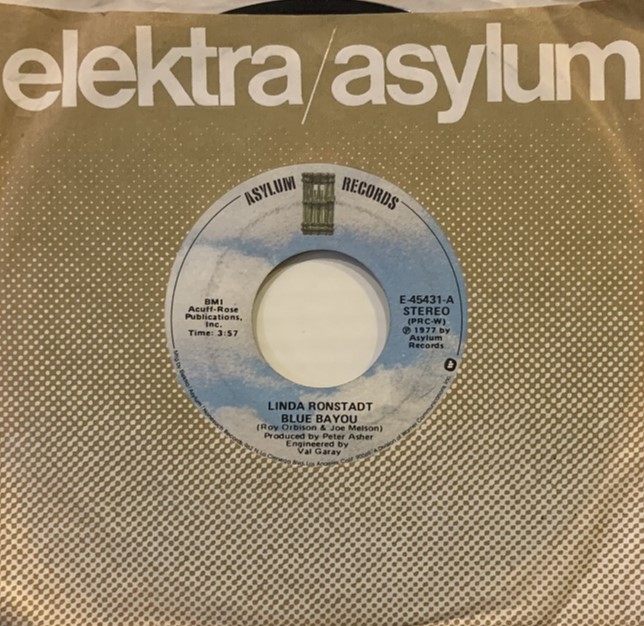 elektra/asylum
ASYLUM RECORDS
BMI
Acuff-Rose
Publications,
Inc.
Time: 3:57
E-45431-A
STEREO
(PRC-W)
℗ 1977 by
Asylum
Records
LINDA RONSTADT
BLUE BAYOU
(Roy Orbison & Joe Melson)
Produced by Peter Asher
Engineered by
Val Garay